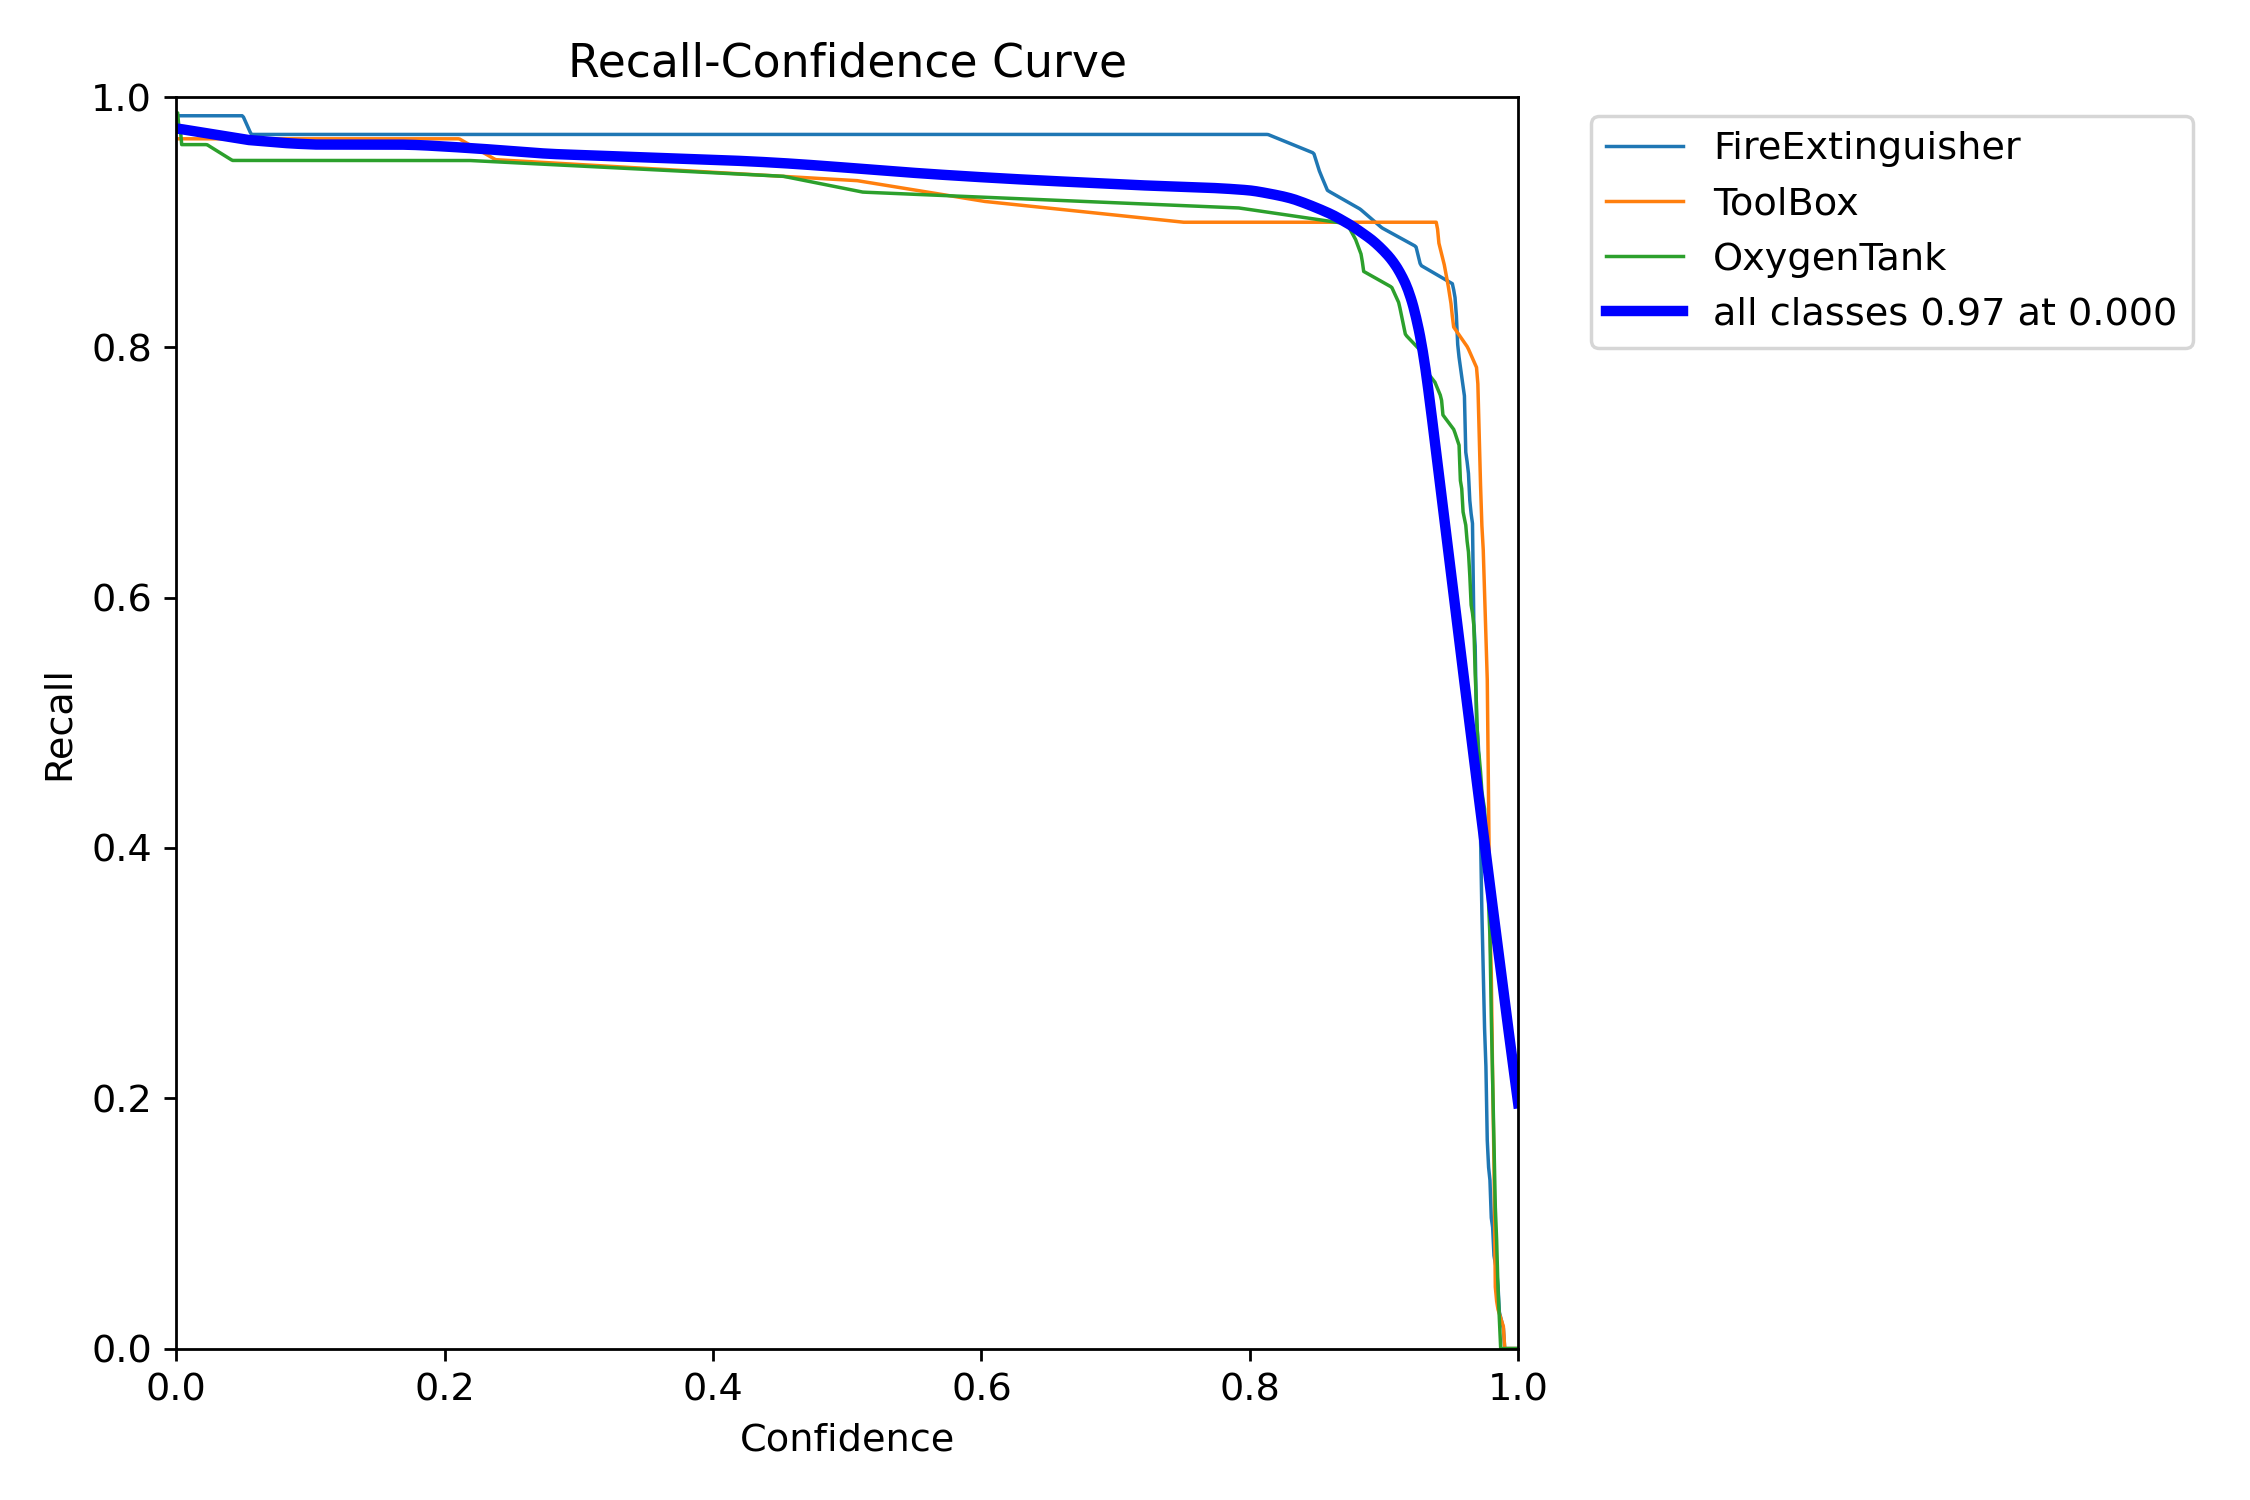 Recall-Confidence Curve
1.0
0.8
0.6
0.4
0.2
0.0
Recall
0.0 0.2 0.4 0.6 0.8 1.0
Confidence
FireExtinguisher
ToolBox
OxygenTank
all classes 0.97 at 0.000